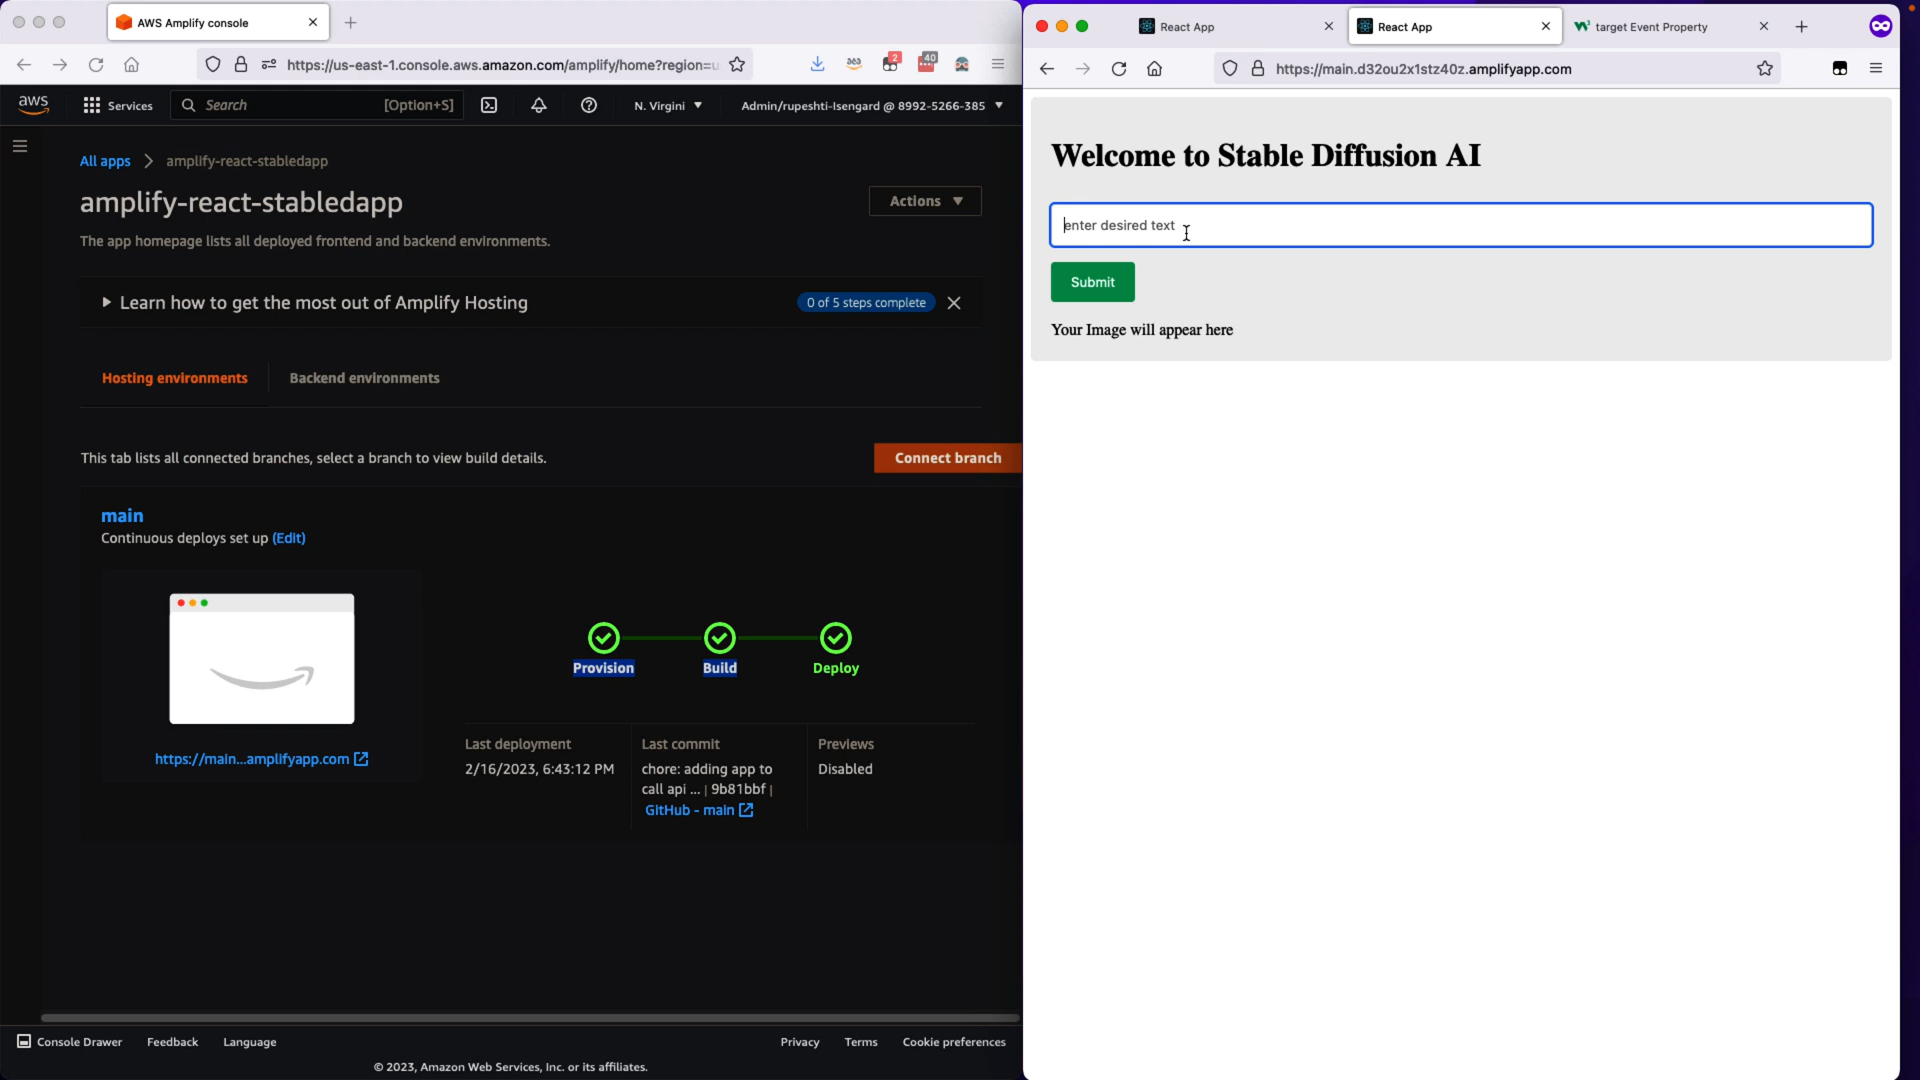 AWS Amplify console
https://us-east-1.console.aws.amazon.com/amplify/home?region=u
2
40
aws
Services
Search
[Option+S]
N. Virgini
Admin/rupeshti-Isengard @ 8992-5266-385
All apps
amplify-react-stabledapp
amplify-react-stabledapp
Actions
The app homepage lists all deployed frontend and backend environments.
Learn how to get the most out of Amplify Hosting
0 of 5 steps complete
Hosting environments
Backend environments
This tab lists all connected branches, select a branch to view build details.
Connect branch
main
Continuous deploys set up (Edit)
https://main...amplifyapp.com
Provision
Build
Deploy
Last deployment
2/16/2023, 6:43:12 PM
Last commit
chore: adding app to
call api ... | 9b81bbf |
GitHub - main
Previews
Disabled
Console Drawer
Feedback
Language
Privacy
Terms
Cookie preferences
© 2023, Amazon Web Services, Inc. or its affiliates.
React App
React App
target Event Property
https://main.d32ou2x1stz40z.amplifyapp.com
Welcome to Stable Diffusion AI
enter desired text
Submit
Your Image will appear here